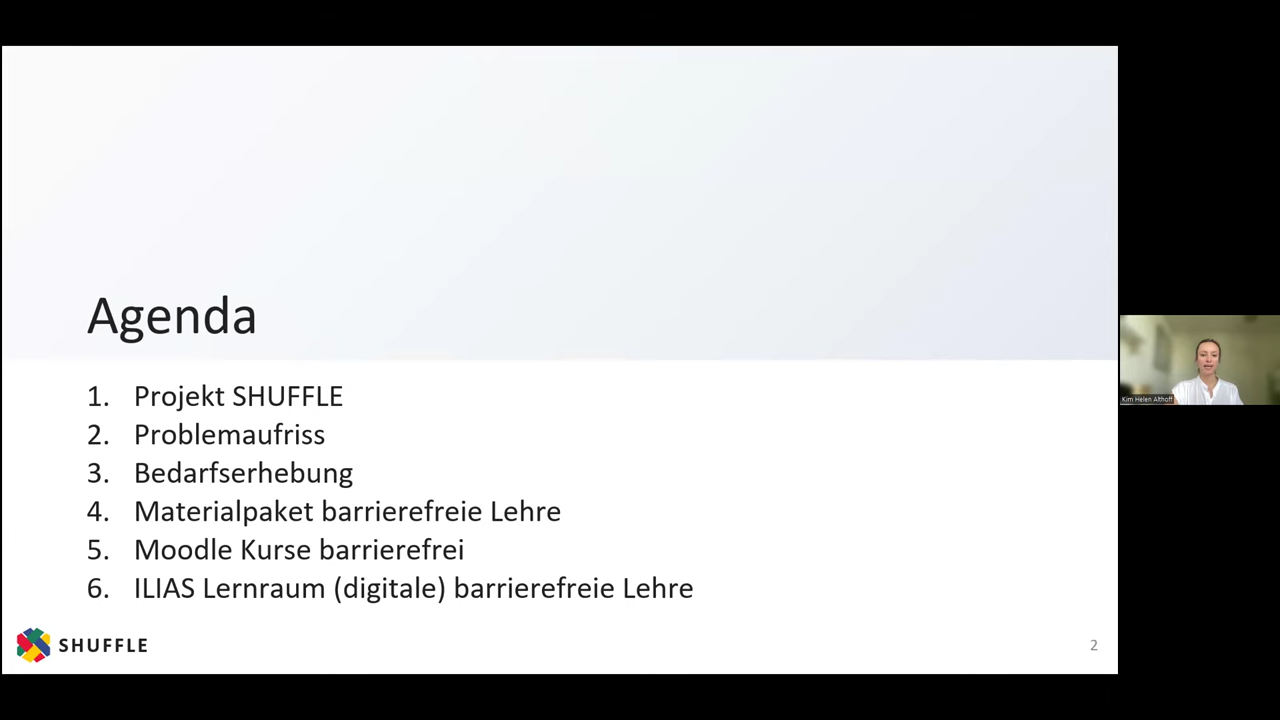 Agenda
1. Projekt SHUFFLE
2. Problemaufriss
3. Bedarfserhebung
4. Materialpaket barrierefreie Lehre
5. Moodle Kurse barrierefrei
6. ILIAS Lernraum (digitale) barrierefreie Lehre
SHUFFLE
2
Kim Helen Althoff